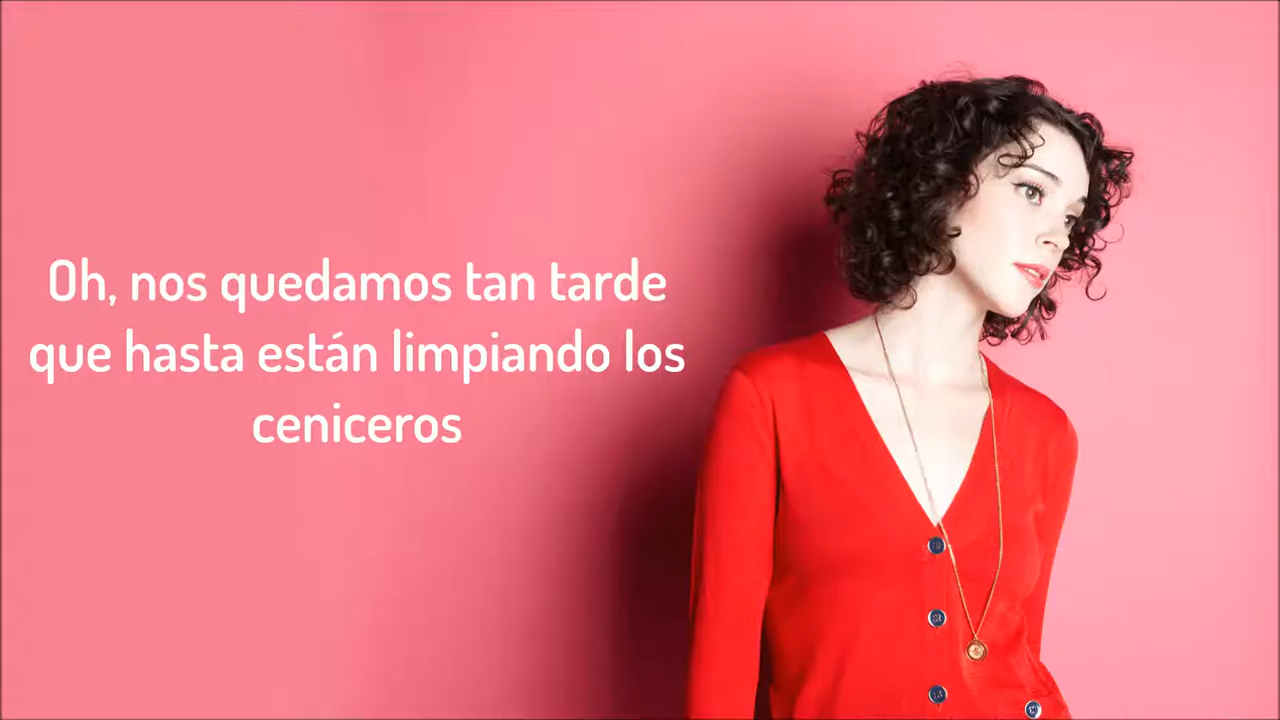 Oh, nos quedamos tan tarde
que hasta están limpiando los
ceniceros